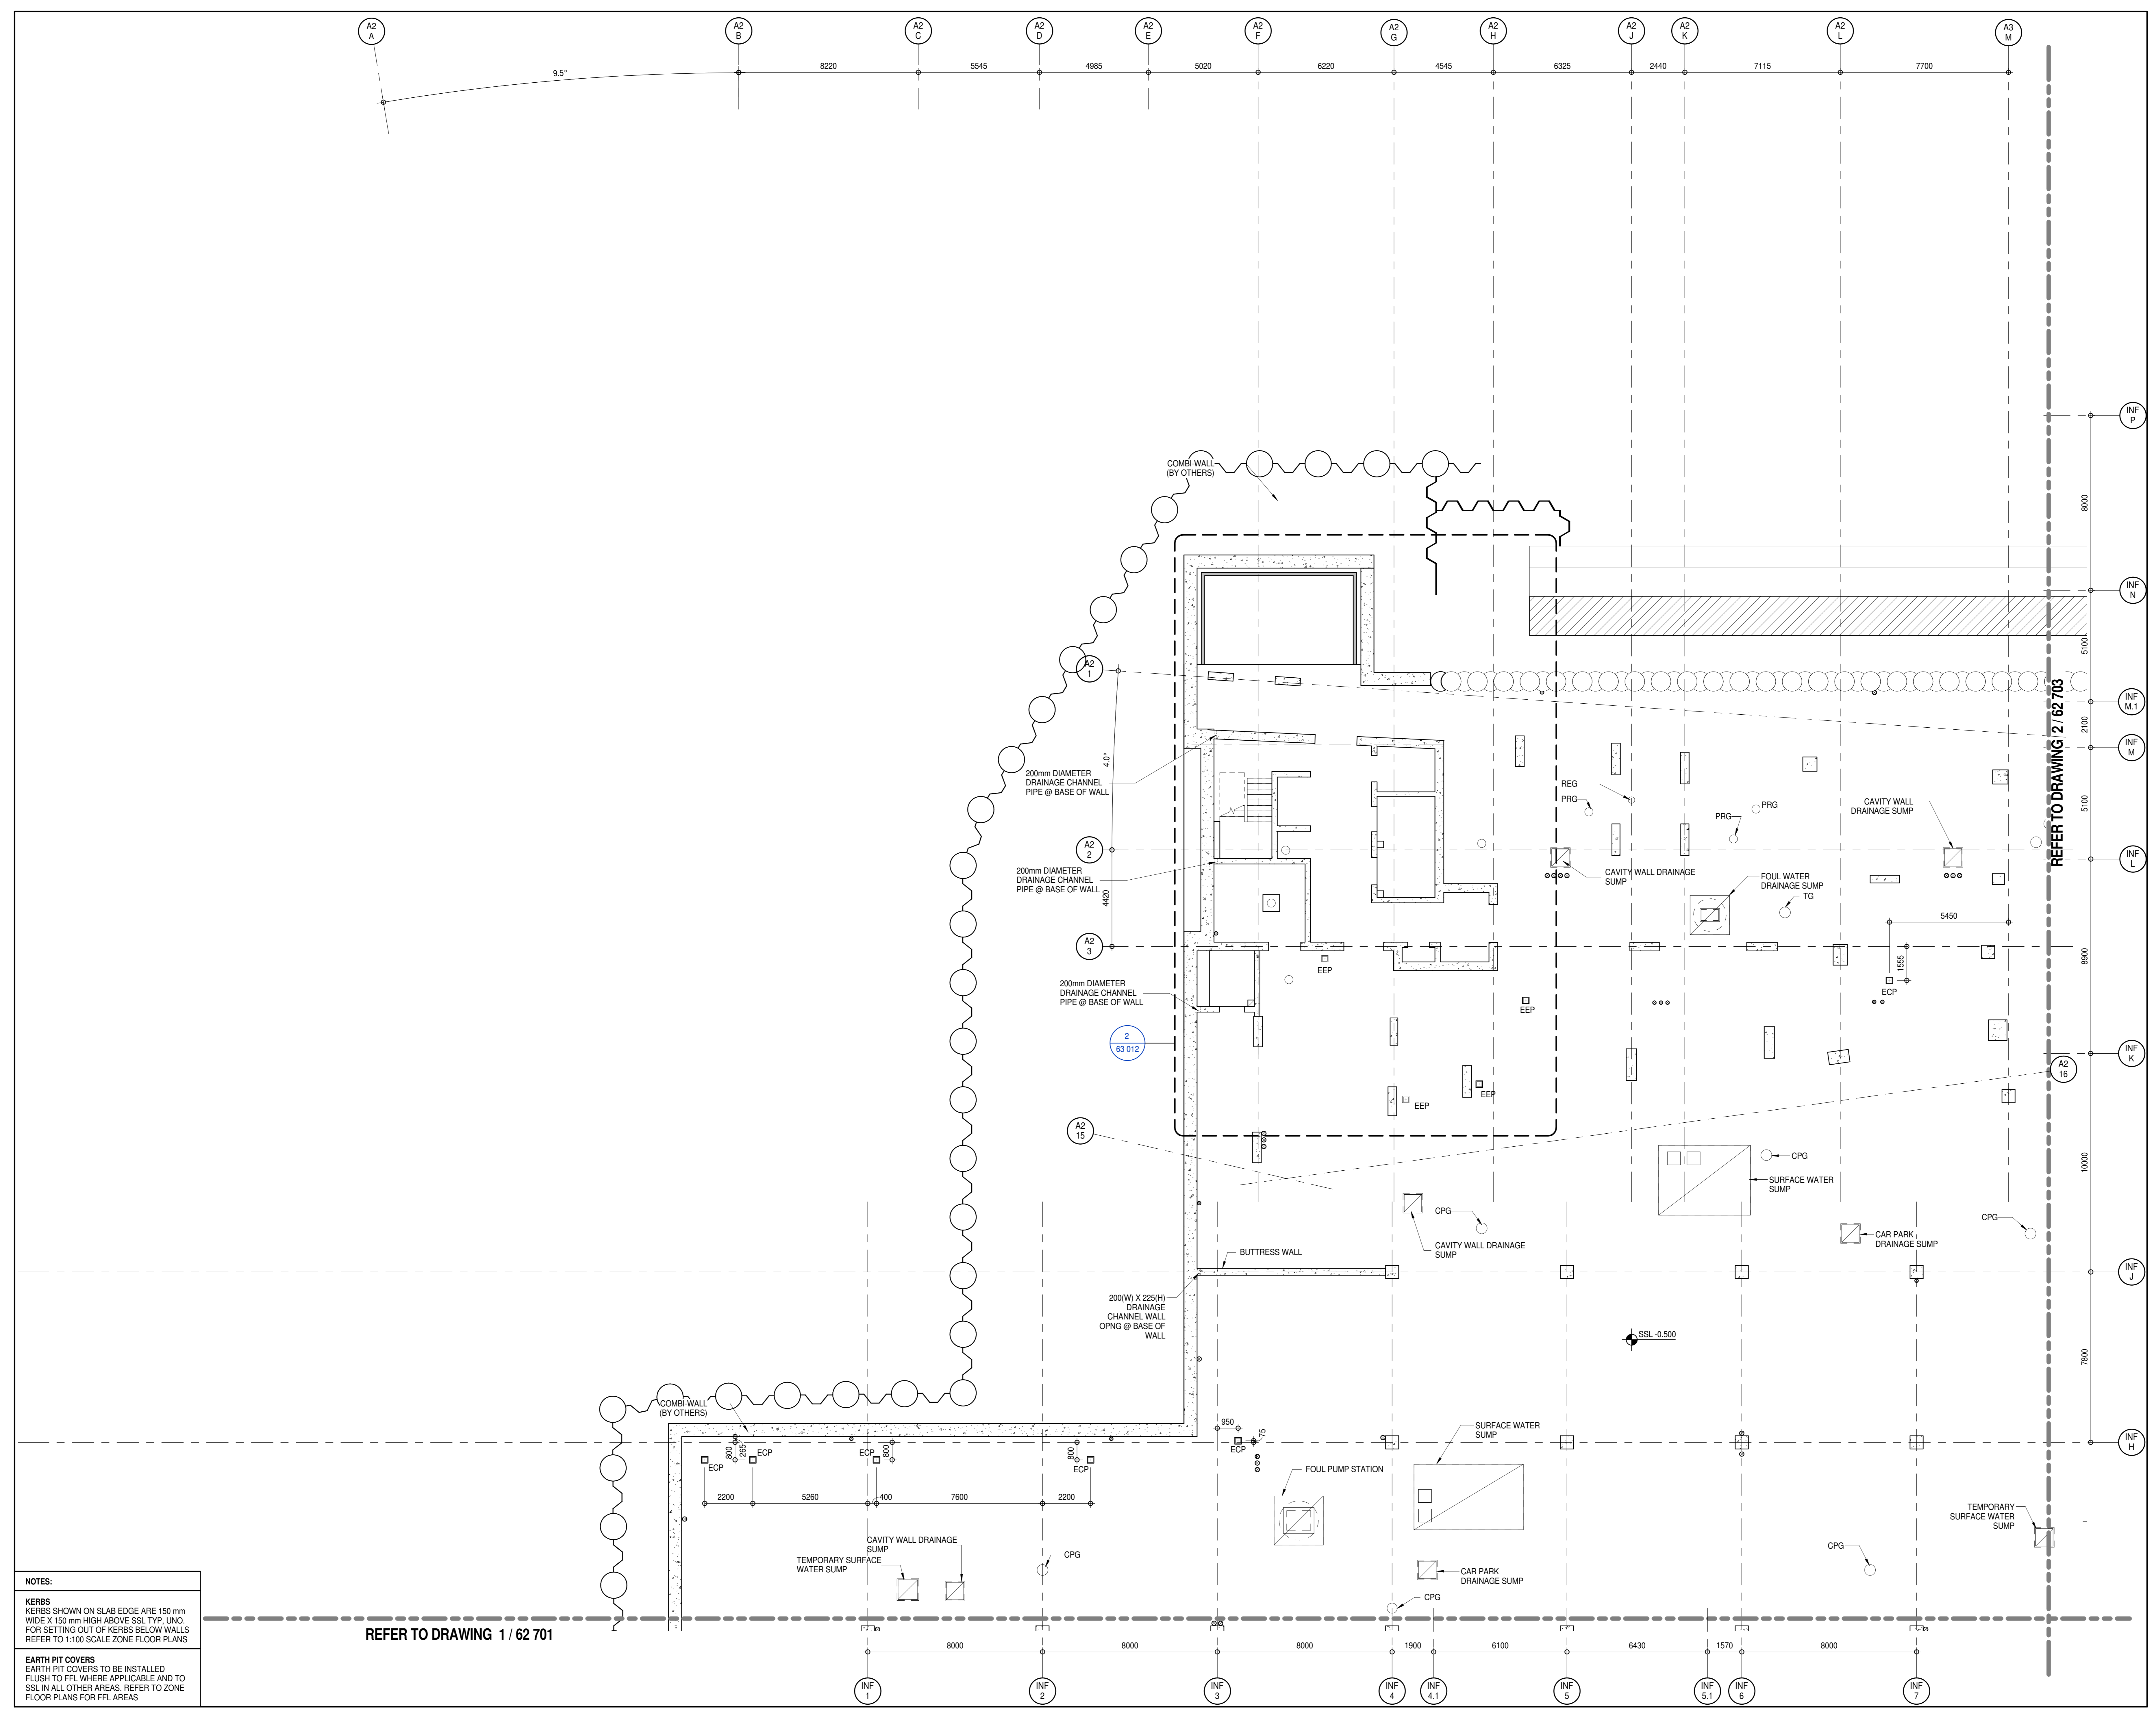 A2
A
A2
B
A2
C
A2
D
A2
E
A2
F
A2
G
A2
H
A2
J
A2
K
A2
L
A3
M
9.5°
8220
5545
4985
5020
6220
4545
6325
2440
7115
7700
INF
P
8000
COMBI-WALL
(BY OTHERS)
INF
N
5100
A2
1
INF
M.1
2100
INF
M
REFER TO DRAWING 2 / 62 703
4.0°
200mm DIAMETER
DRAINAGE CHANNEL
PIPE @ BASE OF WALL
REG
PRG
PRG
PRG
CAVITY WALL
DRAINAGE SUMP
5100
A2
2
INF
L
200mm DIAMETER
DRAINAGE CHANNEL
PIPE @ BASE OF WALL
4420
CAVITY WALL DRAINAGE
SUMP
FOUL WATER
DRAINAGE SUMP
TG
5450
A2
3
EEP
1555
8900
ECP
200mm DIAMETER
DRAINAGE CHANNEL
PIPE @ BASE OF WALL
EEP
2
63 012
INF
K
A2
16
EEP
EEP
A2
15
CPG
10000
SURFACE WATER
SUMP
CPG
CPG
CAR PARK
DRAINAGE SUMP
CAVITY WALL DRAINAGE
SUMP
BUTTRESS WALL
INF
J
200(W) X 225(H)
DRAINAGE
CHANNEL WALL
OPNG @ BASE OF
WALL
SSL -0.500
7800
COMBI-WALL
(BY OTHERS)
950
75
SURFACE WATER
SUMP
INF
H
ECP
800
265
ECP
ECP
800
800
ECP
ECP
FOUL PUMP STATION
2200
5260
400
7600
2200
TEMPORARY
SURFACE WATER
SUMP
CAVITY WALL DRAINAGE
SUMP
TEMPORARY SURFACE
WATER SUMP
CPG
CPG
CAR PARK
DRAINAGE SUMP
CPG
NOTES:
KERBS
KERBS SHOWN ON SLAB EDGE ARE 150 mm
WIDE X 150 mm HIGH ABOVE SSL TYP, UNO.
FOR SETTING OUT OF KERBS BELOW WALLS
REFER TO 1:100 SCALE ZONE FLOOR PLANS
EARTH PIT COVERS
EARTH PIT COVERS TO BE INSTALLED
FLUSH TO FFL WHERE APPLICABLE AND TO
SSL IN ALL OTHER AREAS. REFER TO ZONE
FLOOR PLANS FOR FFL AREAS
REFER TO DRAWING 1 / 62 701
8000
8000
8000
1900
6100
6430
1570
8000
INF
1
INF
2
INF
3
INF
4
INF
4.1
INF
5
INF
5.1
INF
6
INF
7